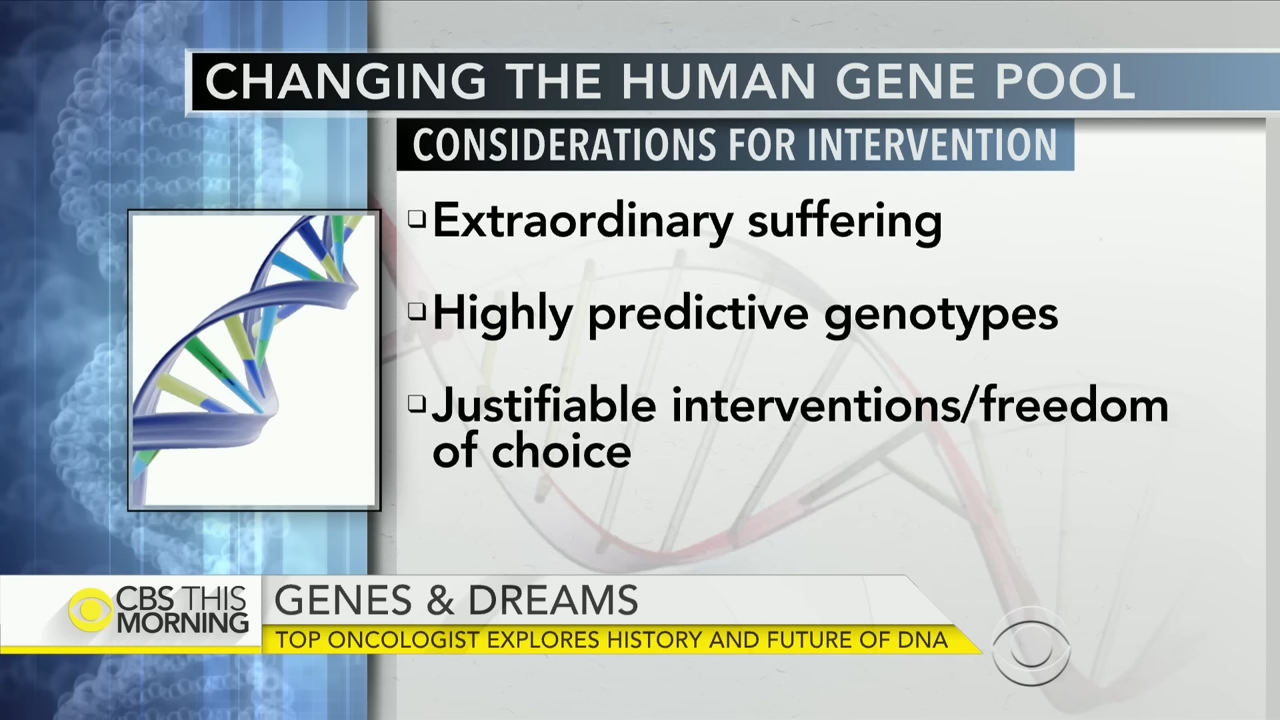 CHANGING THE HUMAN GENE POOL
CONSIDERATIONS FOR INTERVENTION
Extraordinary suffering
Highly predictive genotypes
Justifiable interventions/freedom
of choice
CBS THIS
MORNING
GENES & DREAMS
TOP ONCOLOGIST EXPLORES HISTORY AND FUTURE OF DNA